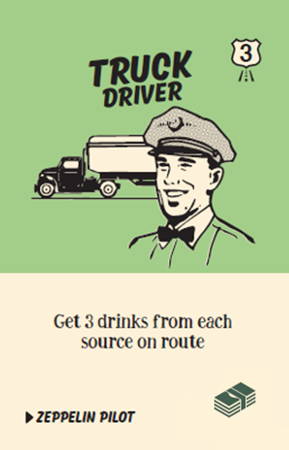 3
TRUCK
DRIVER
Get 3 drinks from each
source on route
ZEPPELIN PILOT